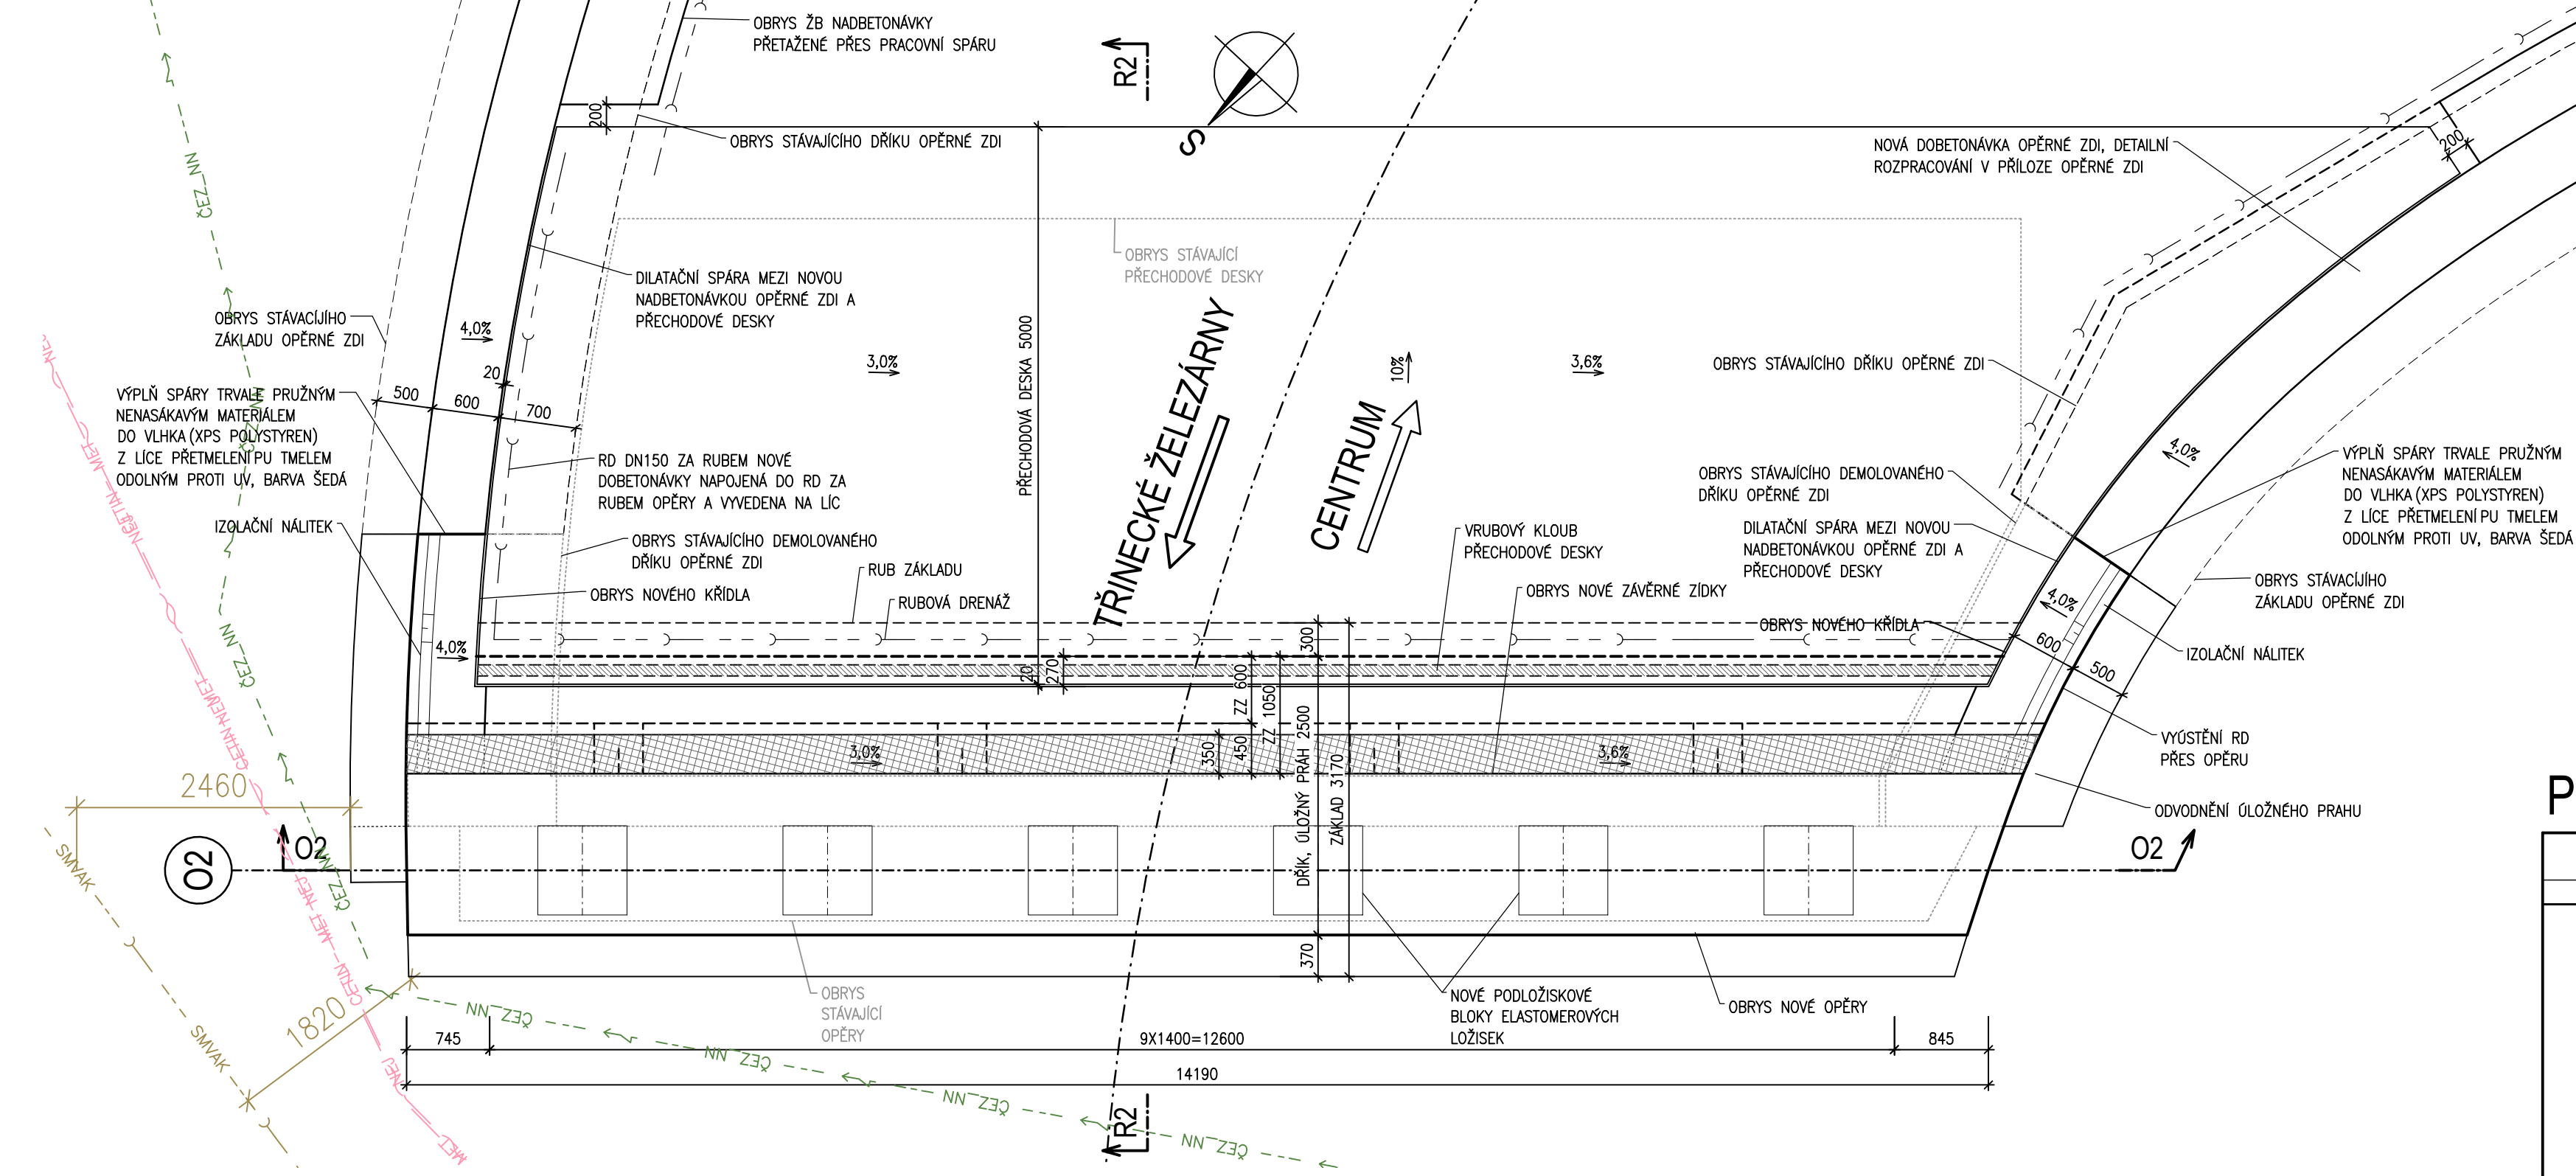 OBRYS ŽB NADBETONÁVKY
PŘETAŽENÉ PŘES PRACOVNÍ SPÁRU
R2
S
200
OBRYS STÁVAJÍCÍHO DŘÍKU OPĚRNÉ ZDI
NOVÁ DOBETONÁVKA OPĚRNÉ ZDI, DETAILNÍ
ROZPRACOVÁNÍ V PŘÍLOZE OPĚRNÉ ZDI
200
ČEZ_NN
OBRYS STÁVAJÍCÍ
PŘECHODOVÉ DESKY
DILATAČNÍ SPÁRA MEZI NOVOU
NADBETONÁVKOU OPĚRNÉ ZDI A
PŘECHODOVÉ DESKY
OBRYS STÁVACÍJÍHO
ZÁKLADU OPĚRNÉ ZDI
4,0%
20
3,0%
PŘECHODOVÁ DESKA 5000
TŘINECKÉ ŽELEZÁRNY
CENTRUM
10%
3,6%
OBRYS STÁVAJÍCÍHO DŘÍKU OPĚRNÉ ZDI
VÝPLŇ SPÁRY TRVALE PRUŽNÝM
NENASÁKAVÝM MATERIÁLEM
DO VLHKA (XPS POLYSTYREN)
Z LÍCE PŘETMELENÍ PU TMELEM
ODOLNÝM PROTI UV, BARVA ŠEDÁ
500
600
700
ČEZ_NN
4,0%
VÝPLŇ SPÁRY TRVALE PRUŽNÝM
NENASÁKAVÝM MATERIÁLEM
DO VLHKA (XPS POLYSTYREN)
Z LÍCE PŘETMELENÍ PU TMELEM
ODOLNÝM PROTI UV, BARVA ŠEDÁ
RD DN150 ZA RUBEM NOVÉ
DOBETONÁVKY NAPOJENÁ DO RD ZA
RUBEM OPĚRY A VYVEDENA NA LÍC
OBRYS STÁVAJÍCÍHO DEMOLOVANÉHO
DŘÍKU OPĚRNÉ ZDI
IZOLAČNÍ NÁLITEK
OBRYS STÁVAJÍCÍHO DEMOLOVANÉHO
DŘÍKU OPĚRNÉ ZDI
VRUBOVÝ KLOUB
PŘECHODOVÉ DESKY
DILATAČNÍ SPÁRA MEZI NOVOU
NADBETONÁVKOU OPĚRNÉ ZDI A
PŘECHODOVÉ DESKY
RUB ZÁKLADU
OBRYS NOVÉHO KŘÍDLA
RUBOVÁ DRENÁŽ
OBRYS NOVÉ ZÁVĚRNÉ ZÍDKY
OBRYS STÁVACÍJÍHO
ZÁKLADU OPĚRNÉ ZDI
4,0%
OBRYS NOVÉHO KŘÍDLA
600
500
IZOLAČNÍ NÁLITEK
ČEZ_NN
4,0%
20
270
300
ZZ 600
ZZ 1050
450
350
DŘÍK, ÚLOŽNÝ PRÁH 2500
ZÁKLAD 3170
3,0%
3,6%
VYÚSTĚNÍ RD
PŘES OPĚRU
ODVODNĚNÍ ÚLOŽNÉHO PRAHU
P
2460
O2
O2
O2
ČEZ_NN
SMVAK
370
OBRYS
STÁVAJÍCÍ
OPĚRY
NOVÉ PODLOŽISKOVÉ
BLOKY ELASTOMEROVÝCH
LOŽISEK
OBRYS NOVÉ OPĚRY
1820
SMVAK
745
9X1400=12600
845
14190
ČEZ_NN
ČEZ_NN
ČEZ_NN
ČEZ_NN
R2
MET